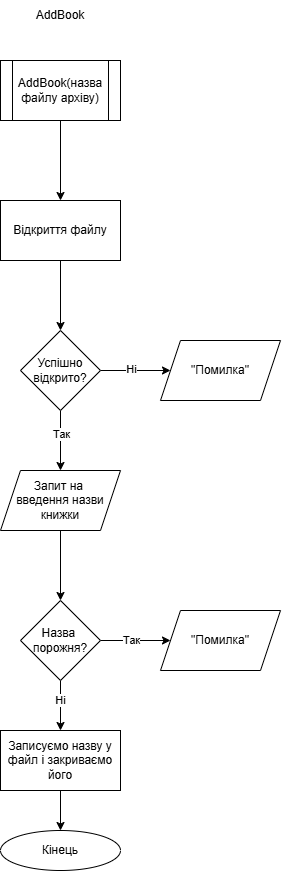 AddBook
AddBook(назва
файлу архіву)
Відкриття файлу
Успішно
відкрито?
Ні
"Помилка"
Так
Запит на
введення назви
книжки
Назва
порожня?
Так
"Помилка"
Ні
Записуємо назву у
файл і закриваємо
його
Кінець